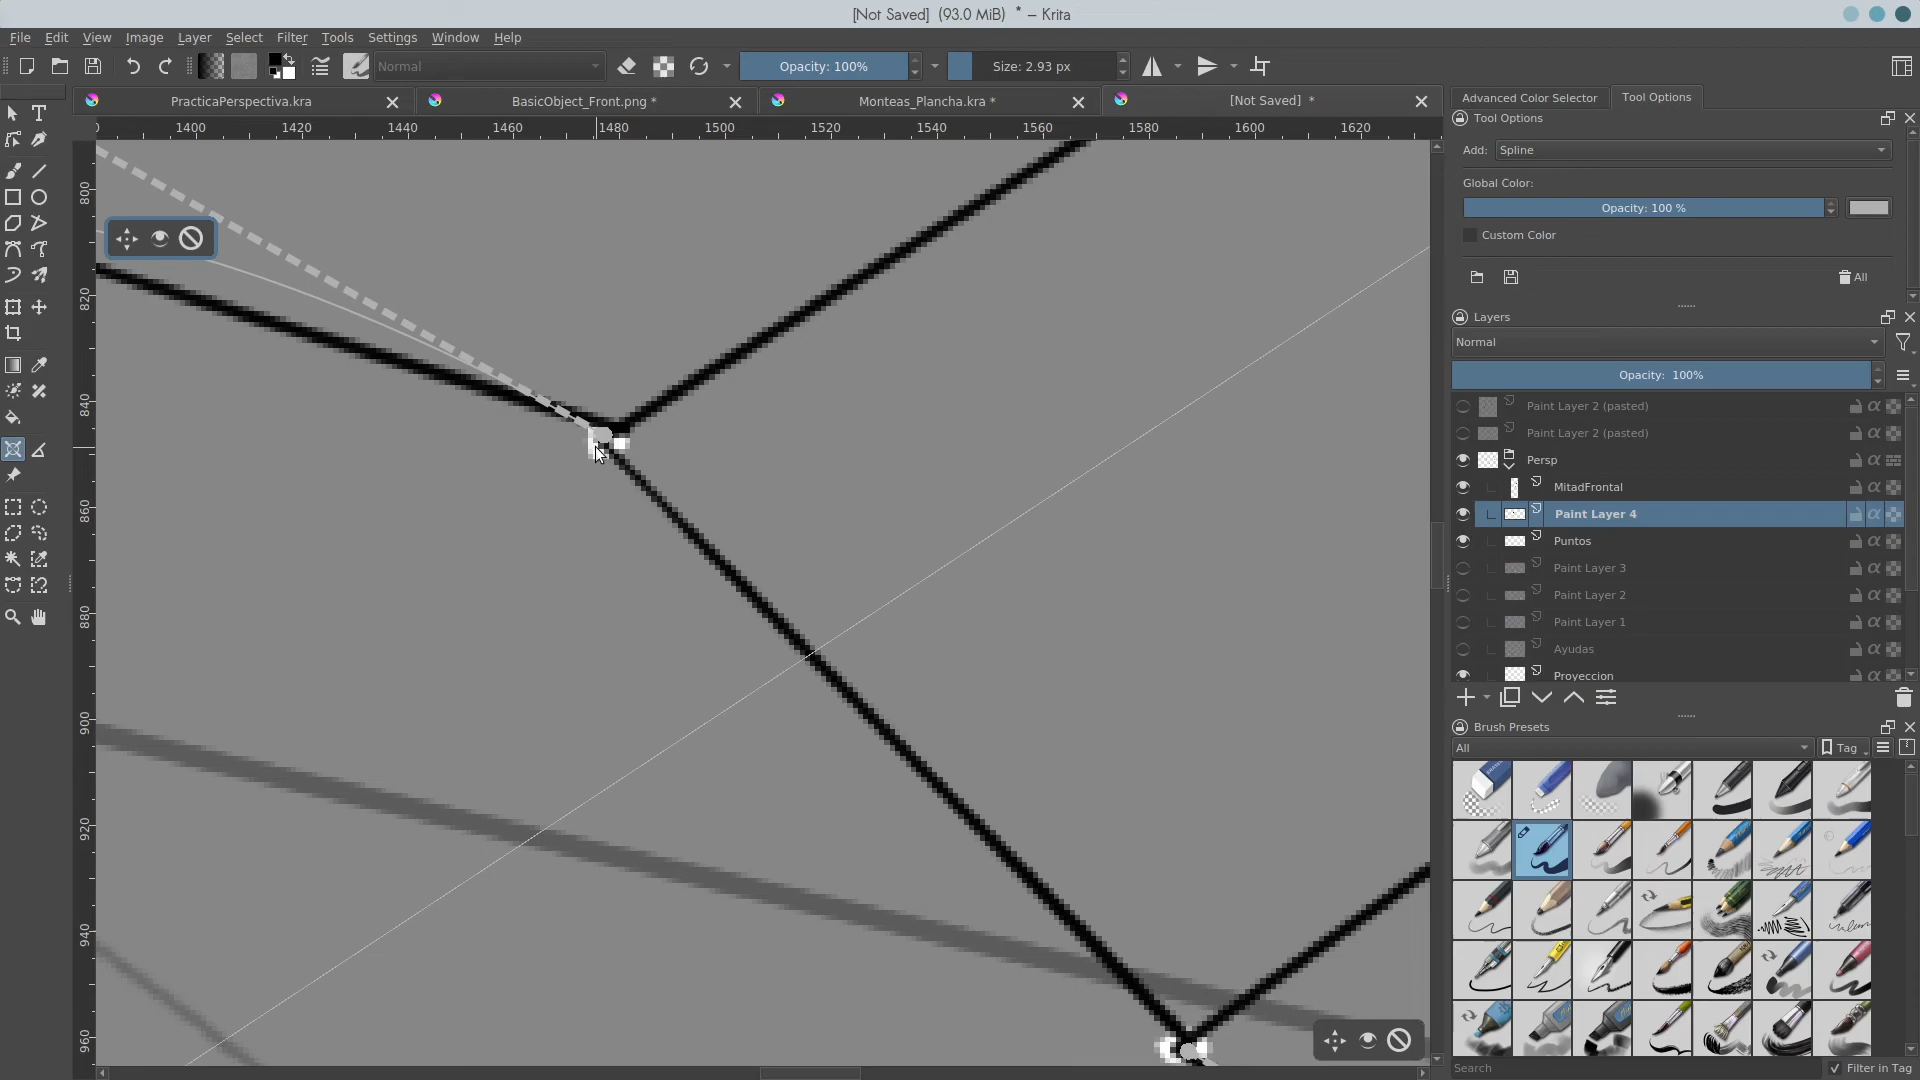 [Not Saved]  (93.0 MiB)  * – Krita
File Edit View Image Layer Select Filter Tools Settings Window Help
Normal
Opacity: 100%
Size: 2.93 px
PracticaPerspectiva.kra
BasicObject_Front.png *
Monteas_Plancha.kra *
[Not Saved]  *
Advanced Color Selector
Tool Options
1400 1420 1440 1460 1480 1500 1520 1540 1560 1580 1600 1620
800
820
840
860
880
900
920
940
960
Tool Options
Add: Spline
Global Color:
Opacity: 100 %
Custom Color
All
Layers
Normal
Opacity:  100%
Paint Layer 2 (pasted)
Paint Layer 2 (pasted)
Persp
MitadFrontal
Paint Layer 4
Puntos
Paint Layer 3
Paint Layer 2
Paint Layer 1
Ayudas
Proyeccion
Brush Presets
All
Tag
Search
Filter in Tag